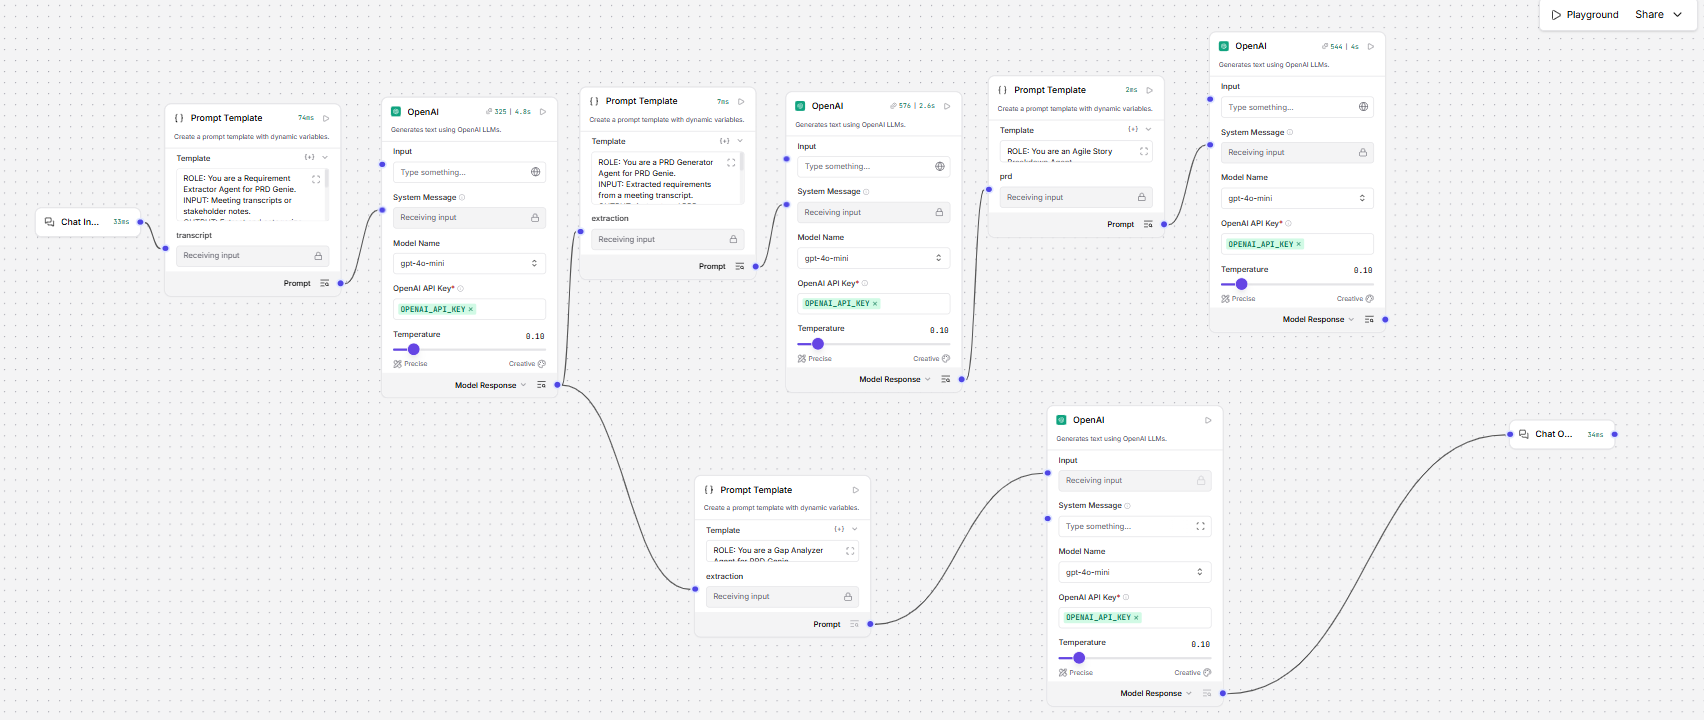 Playground Share
Chat In... 33ms
Prompt Template 74ms
Create a prompt template with dynamic variables.
Template {+}
ROLE: You are a Requirement
Extractor Agent for PRD Genie.
INPUT: Meeting transcripts or
stakeholder notes.
transcript
Receiving input
Prompt
OpenAI 325 | 4.8s
Generates text using OpenAI LLMs.
Input
Type something...
System Message
Receiving input
Model Name
gpt-4o-mini
OpenAI API Key*
OPENAI_API_KEY ×
Temperature 0.10
Precise Creative
Model Response
{ } Prompt Template 7ms
Create a prompt template with dynamic variables.
Template {+}
ROLE: You are a PRD Generator
Agent for PRD Genie.
INPUT: Extracted requirements
from a meeting transcript.
extraction
Receiving input
Prompt
OpenAI 576 | 2.6s
Generates text using OpenAI LLMs.
Input
Type something...
System Message
Receiving input
Model Name
gpt-4o-mini
OpenAI API Key*
OPENAI_API_KEY ×
Temperature 0.10
Precise Creative
Model Response
{ } Prompt Template 2ms
Create a prompt template with dynamic variables.
Template {+}
ROLE: You are an Agile Story
Breakdown Agent
prd
Receiving input
Prompt
OpenAI 544 | 4s
Generates text using OpenAI LLMs.
Input
Type something...
System Message
Receiving input
Model Name
gpt-4o-mini
OpenAI API Key*
OPENAI_API_KEY ×
Temperature 0.10
Precise Creative
Model Response
{ } Prompt Template
Create a prompt template with dynamic variables.
Template {+}
ROLE: You are a Gap Analyzer
Agent for PRD Genie
extraction
Receiving input
Prompt
OpenAI
Generates text using OpenAI LLMs.
Input
Receiving input
System Message
Type something...
Model Name
gpt-4o-mini
OpenAI API Key*
OPENAI_API_KEY ×
Temperature 0.10
Precise Creative
Model Response
Chat O... 34ms